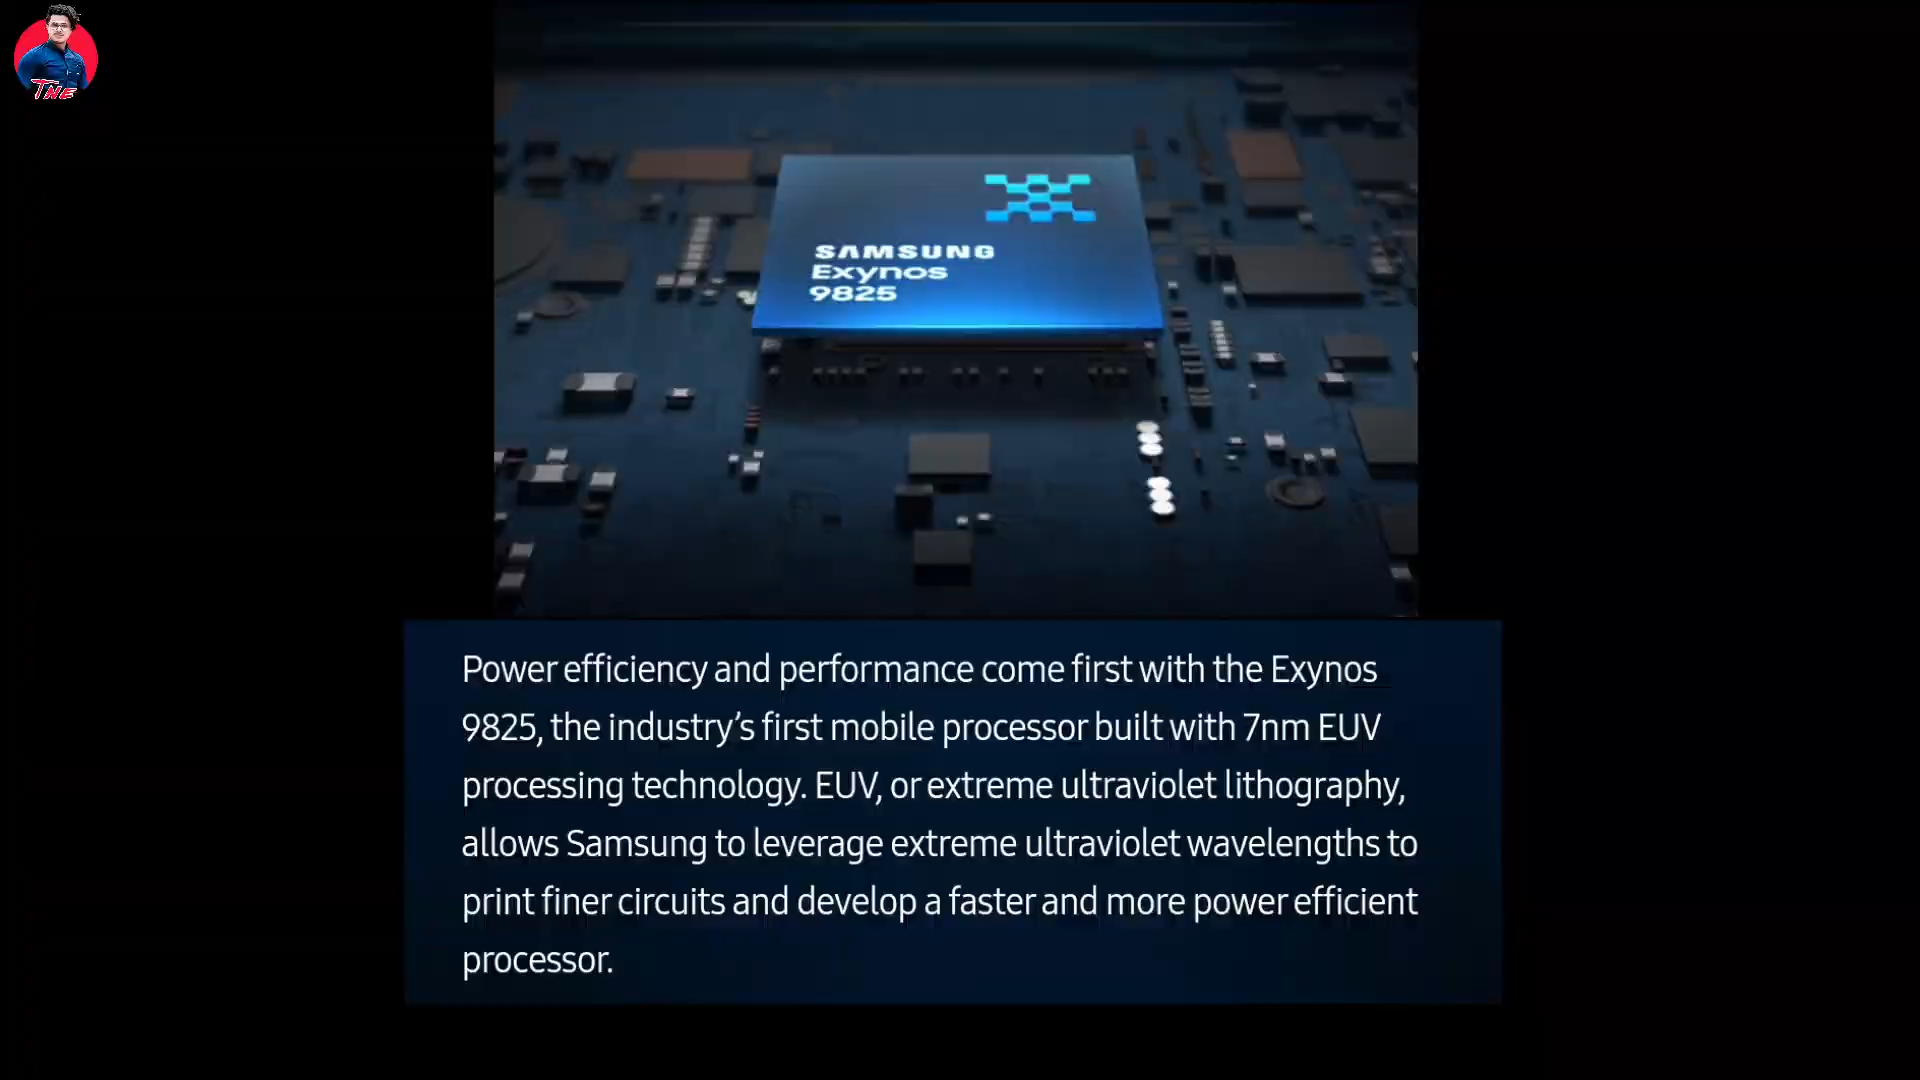 TNE
SAMSUNG
Exynos
9825
Power efficiency and performance come first with the Exynos
9825, the industry’s first mobile processor built with 7nm EUV
processing technology. EUV, or extreme ultraviolet lithography,
allows Samsung to leverage extreme ultraviolet wavelengths to
print finer circuits and develop a faster and more power efficient
processor.